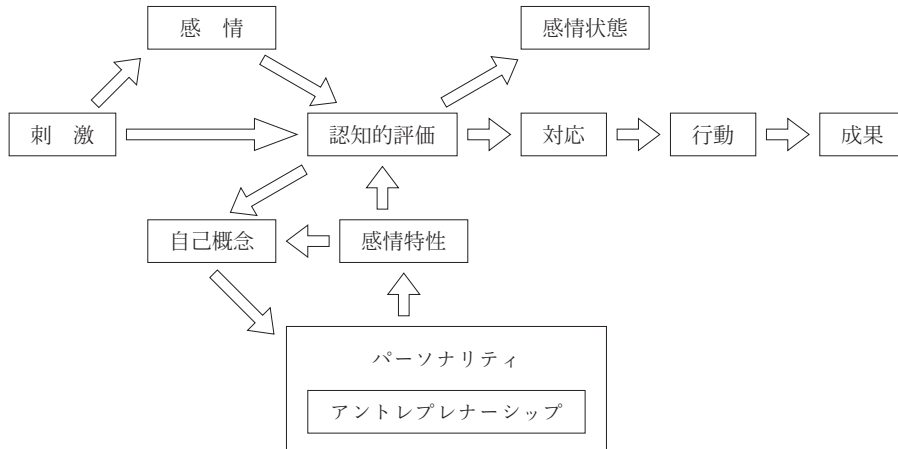 感　情
感情状態
刺　激
認知的評価
対応
行動
成果
自己概念
感情特性
パーソナリティ
アントレプレナーシップ